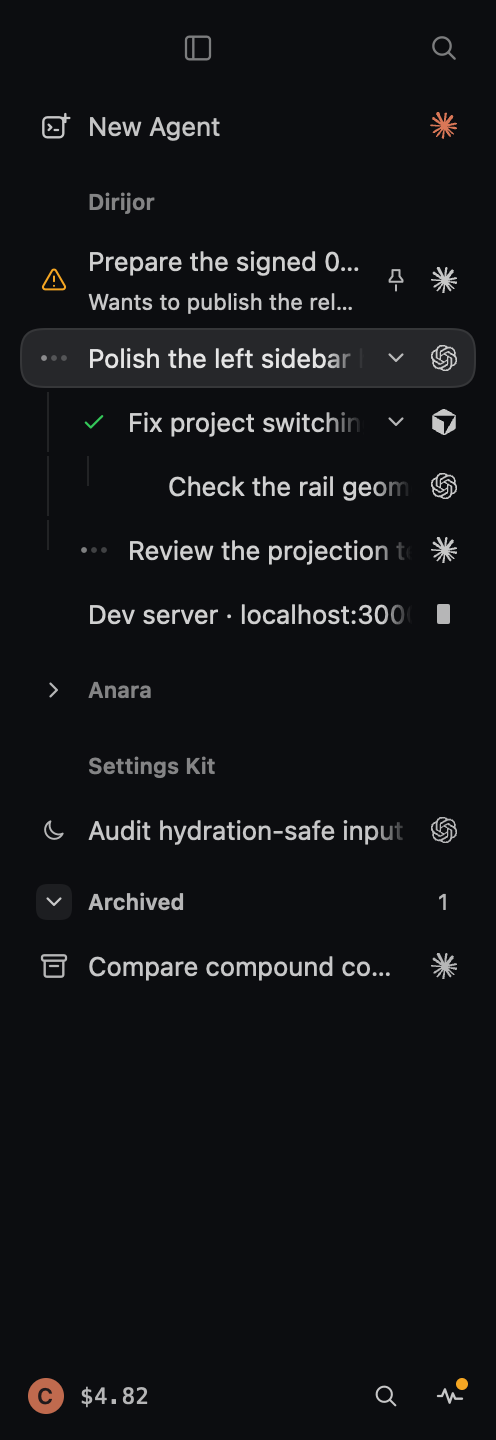 New Agent
Dirijor
Prepare the signed 0...
Wants to publish the rel...
Polish the left sidebar
Fix project switchin
Check the rail geom
Review the projection te
Dev server · localhost:3000
Anara
Settings Kit
Audit hydration-safe input
Archived 1
Compare compound co...
C $4.82